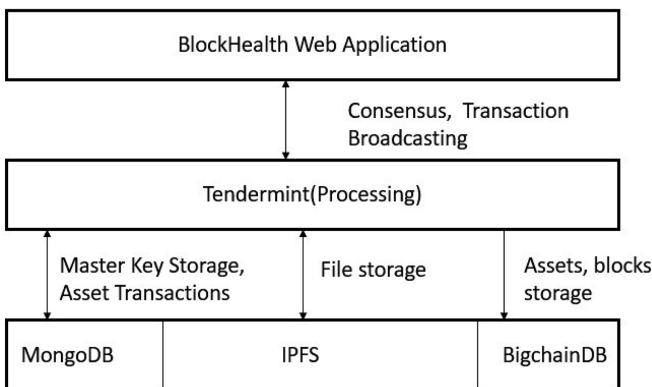 BlockHealth Web Application
Consensus, Transaction
Broadcasting
Tendermint(Processing)
Master Key Storage,
Asset Transactions
File storage
Assets, blocks
storage
MongoDB
IPFS
BigchainDB